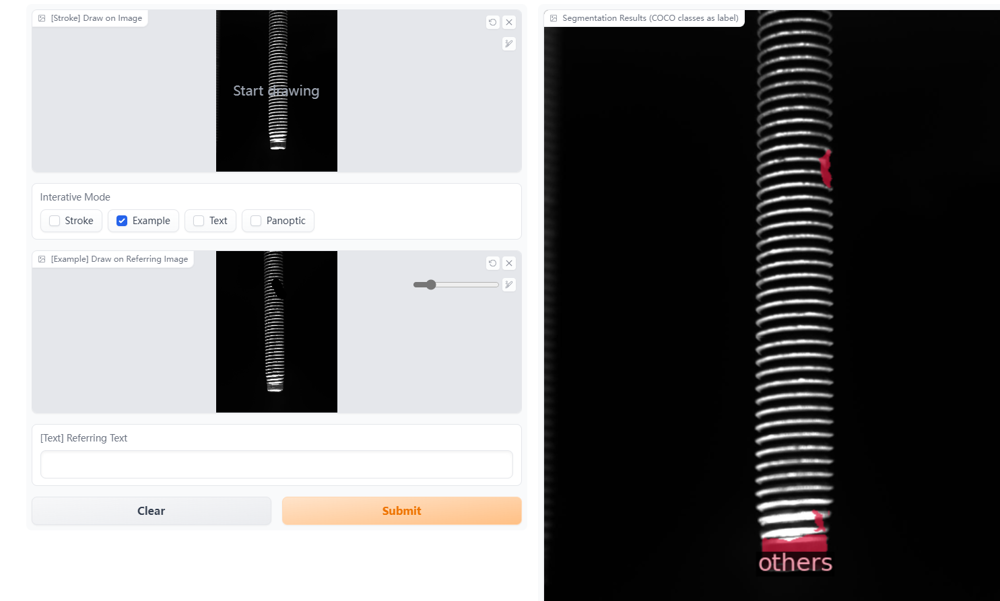 [Stroke] Draw on Image
Start drawing
Interative Mode
Stroke
Example
Text
Panoptic
[Example] Draw on Referring Image
[Text] Referring Text
Clear
Submit
Segmentation Results (COCO classes as label)
others